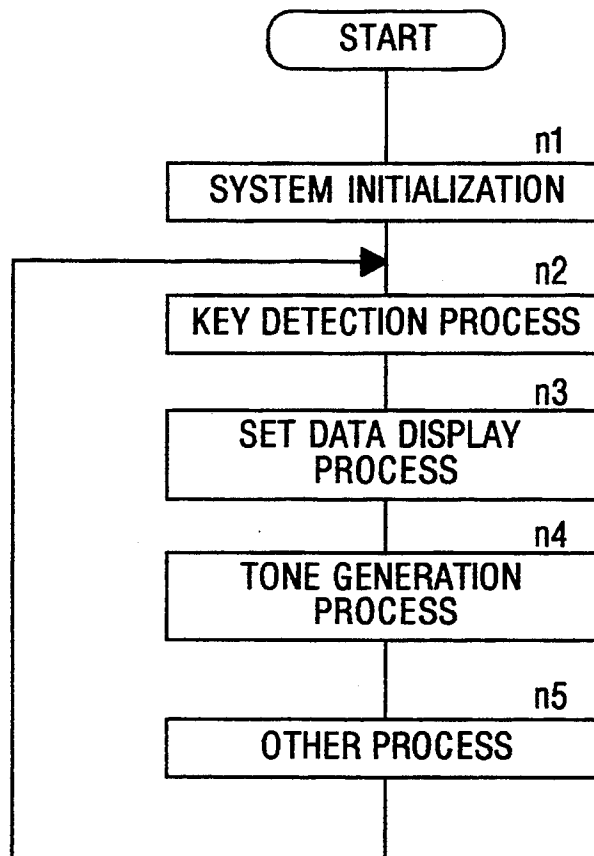 START
n1
SYSTEM INITIALIZATION
n2
KEY DETECTION PROCESS
n3
SET DATA DISPLAY
PROCESS
n4
TONE GENERATION
PROCESS
n5
OTHER PROCESS